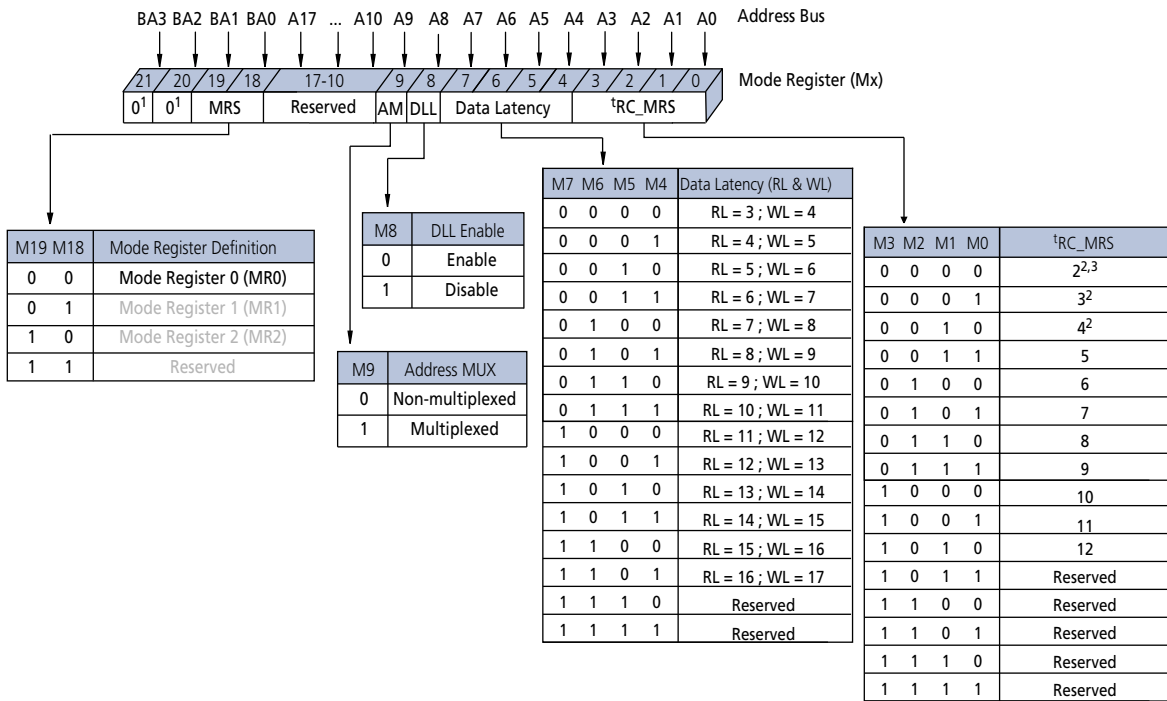 BA3 BA2 BA1 BA0 A17 ... A10 A9 A8 A7 A6 A5 A4 A3 A2 A1 A0 Address Bus
21 20 19 18 17-10 9 8 7 6 5 4 3 2 1 0 Mode Register (Mx)
0¹ 0¹ MRS Reserved AM DLL Data Latency ᵗRC_MRS
M19 M18 Mode Register Definition
0 0 Mode Register 0 (MR0)
0 1 Mode Register 1 (MR1)
1 0 Mode Register 2 (MR2)
1 1 Reserved
M8 DLL Enable
0 Enable
1 Disable
M9 Address MUX
0 Non-multiplexed
1 Multiplexed
M7 M6 M5 M4 Data Latency (RL & WL)
0 0 0 0 RL = 3 ; WL = 4
0 0 0 1 RL = 4 ; WL = 5
0 0 1 0 RL = 5 ; WL = 6
0 0 1 1 RL = 6 ; WL = 7
0 1 0 0 RL = 7 ; WL = 8
0 1 0 1 RL = 8 ; WL = 9
0 1 1 0 RL = 9 ; WL = 10
0 1 1 1 RL = 10 ; WL = 11
1 0 0 0 RL = 11 ; WL = 12
1 0 0 1 RL = 12 ; WL = 13
1 0 1 0 RL = 13 ; WL = 14
1 0 1 1 RL = 14 ; WL = 15
1 1 0 0 RL = 15 ; WL = 16
1 1 0 1 RL = 16 ; WL = 17
1 1 1 0 Reserved
1 1 1 1 Reserved
M3 M2 M1 M0 ᵗRC_MRS
0 0 0 0 2²,³
0 0 0 1 3²
0 0 1 0 4²
0 0 1 1 5
0 1 0 0 6
0 1 0 1 7
0 1 1 0 8
0 1 1 1 9
1 0 0 0 10
1 0 0 1 11
1 0 1 0 12
1 0 1 1 Reserved
1 1 0 0 Reserved
1 1 0 1 Reserved
1 1 1 0 Reserved
1 1 1 1 Reserved